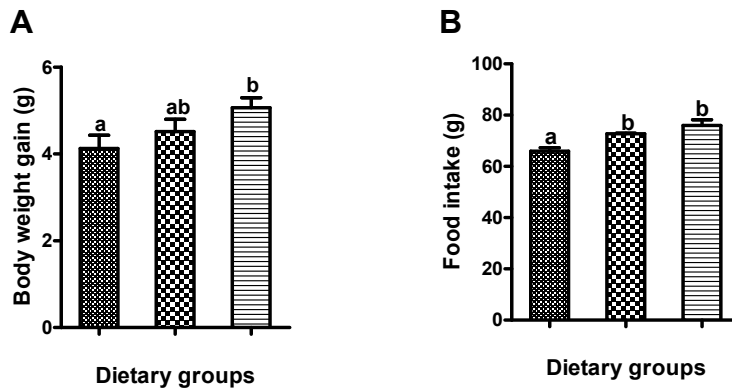 A
Body weight gain (g)
6
4
2
0
a
ab
b
Dietary groups
B
Food intake (g)
100
80
60
40
20
0
a
b
b
Dietary groups